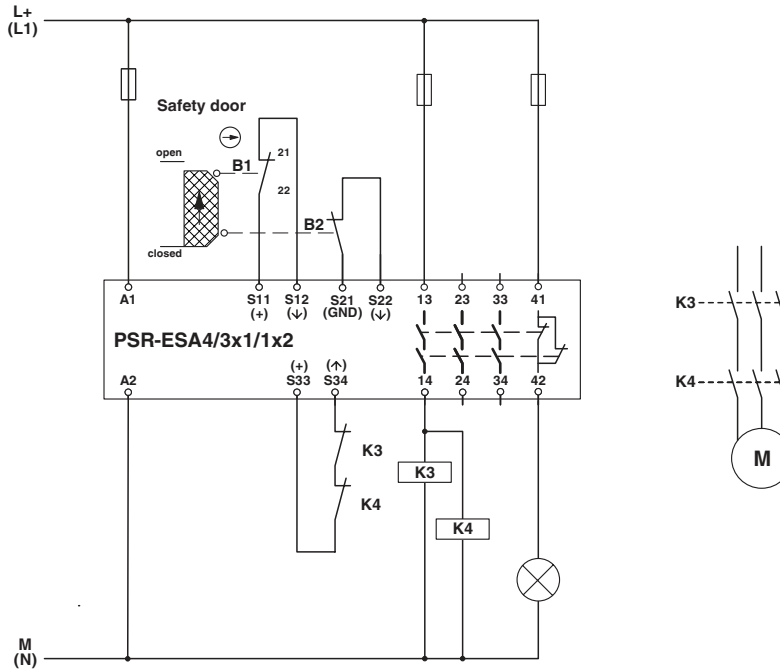 L+
(L1)
Safety door
open
B1
21
22
B2
closed
A1
S11
(+)
S12
(↓)
S21
(GND)
S22
(↓)
13
23
33
41
PSR-ESA4/3x1/1x2
(+)
S33
(↑)
S34
A2
14
24
34
42
K3
K4
K3
K4
M
(N)
K3
K4
M